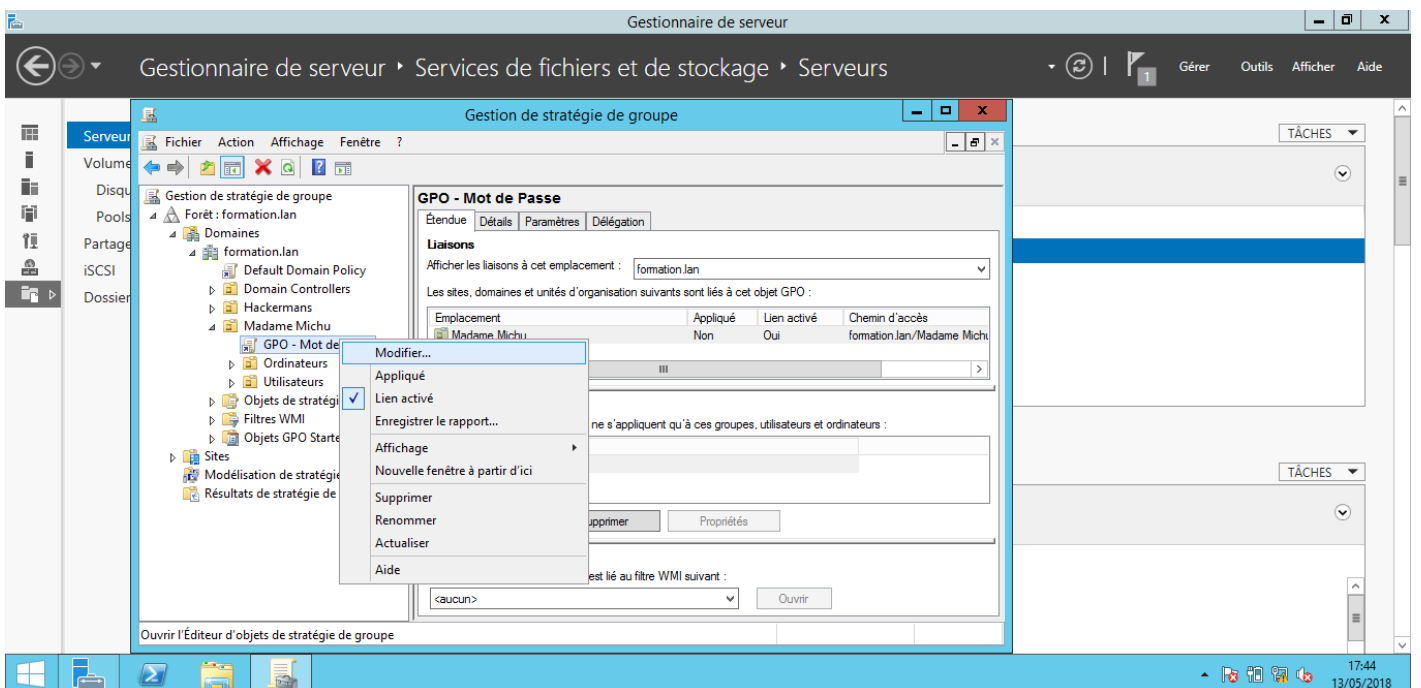 Gestionnaire de serveur
Gestionnaire de serveur ‣ Services de fichiers et de stockage ‣ Serveurs
1
Gérer Outils Afficher Aide
Serveur
Volume
Disqu
Pools
Partage
iSCSI
Dossier
TÂCHES
TÂCHES
Gestion de stratégie de groupe
Fichier Action Affichage Fenêtre ?
Gestion de stratégie de groupe
Forêt : formation.lan
Domaines
formation.lan
Default Domain Policy
Domain Controllers
Hackermans
Madame Michu
GPO - Mot de
Ordinateurs
Utilisateurs
Objets de stratégi
Filtres WMI
Objets GPO Starte
Sites
Modélisation de stratégie
Résultats de stratégie de
GPO - Mot de Passe
Étendue Détails Paramètres Délégation
Liaisons
Afficher les liaisons à cet emplacement : formation.lan
Les sites, domaines et unités d'organisation suivants sont liés à cet objet GPO :
Emplacement Appliqué Lien activé Chemin d'accès
Madame Michu Non Oui formation.lan/Madame Michu
ne s'appliquent qu'à ces groupes, utilisateurs et ordinateurs :
upprimer Propriétés
est lié au filtre WMI suivant :
<aucun> Ouvrir
Modifier...
Appliqué
Lien activé
Enregistrer le rapport...
Affichage
Nouvelle fenêtre à partir d'ici
Supprimer
Renommer
Actualiser
Aide
Ouvrir l'Éditeur d'objets de stratégie de groupe
17:44
13/05/2018